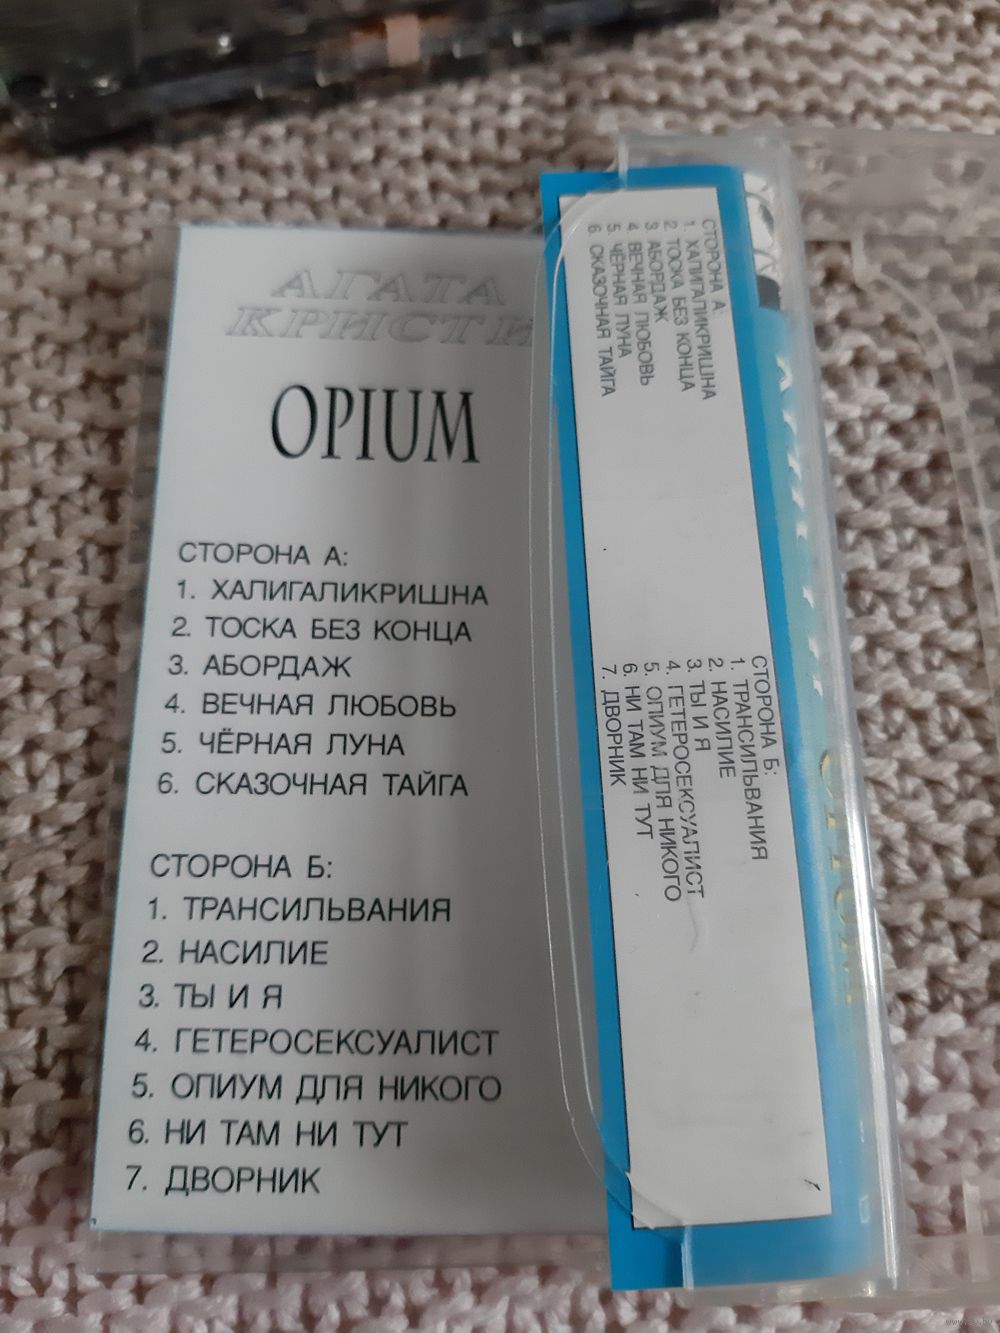 АГАТА
КРИСТИ
OPIUM
СТОРОНА А:
1. ХАЛИГАЛИКРИШНА
2. ТОСКА БЕЗ КОНЦА
3. АБОРДАЖ
4. ВЕЧНАЯ ЛЮБОВЬ
5. ЧЁРНАЯ ЛУНА
6. СКАЗОЧНАЯ ТАЙГА
СТОРОНА Б:
1. ТРАНСИЛЬВАНИЯ
2. НАСИЛИЕ
3. ТЫ И Я
4. ГЕТЕРОСЕКСУАЛИСТ
5. ОПИУМ ДЛЯ НИКОГО
6. НИ ТАМ НИ ТУТ
7. ДВОРНИК
СТОРОНА А:
1. ХАЛИГАЛИКРИШНА
2. ТОСКА БЕЗ КОНЦА
3. АБОРДАЖ
4. ВЕЧНАЯ ЛЮБОВЬ
5. ЧЁРНАЯ ЛУНА
6. СКАЗОЧНАЯ ТАЙГА
СТОРОНА Б:
1. ТРАНСИЛЬВАНИЯ
2. НАСИЛИЕ
3. ТЫ И Я
4. ГЕТЕРОСЕКСУАЛИСТ
5. ОПИУМ ДЛЯ НИКОГО
6. НИ ТАМ НИ ТУТ
7. ДВОРНИК